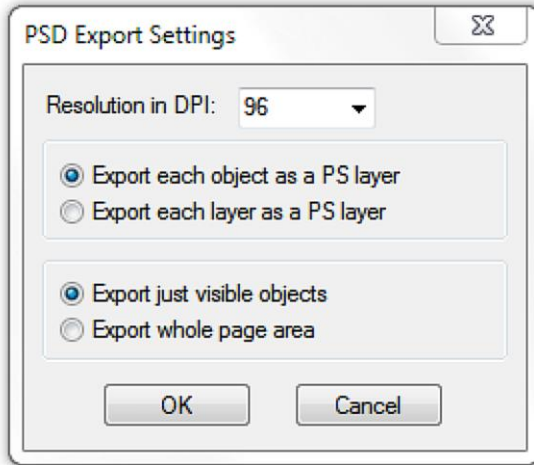 PSD Export Settings
Resolution in DPI: 96
Export each object as a PS layer
Export each layer as a PS layer
Export just visible objects
Export whole page area
OK Cancel